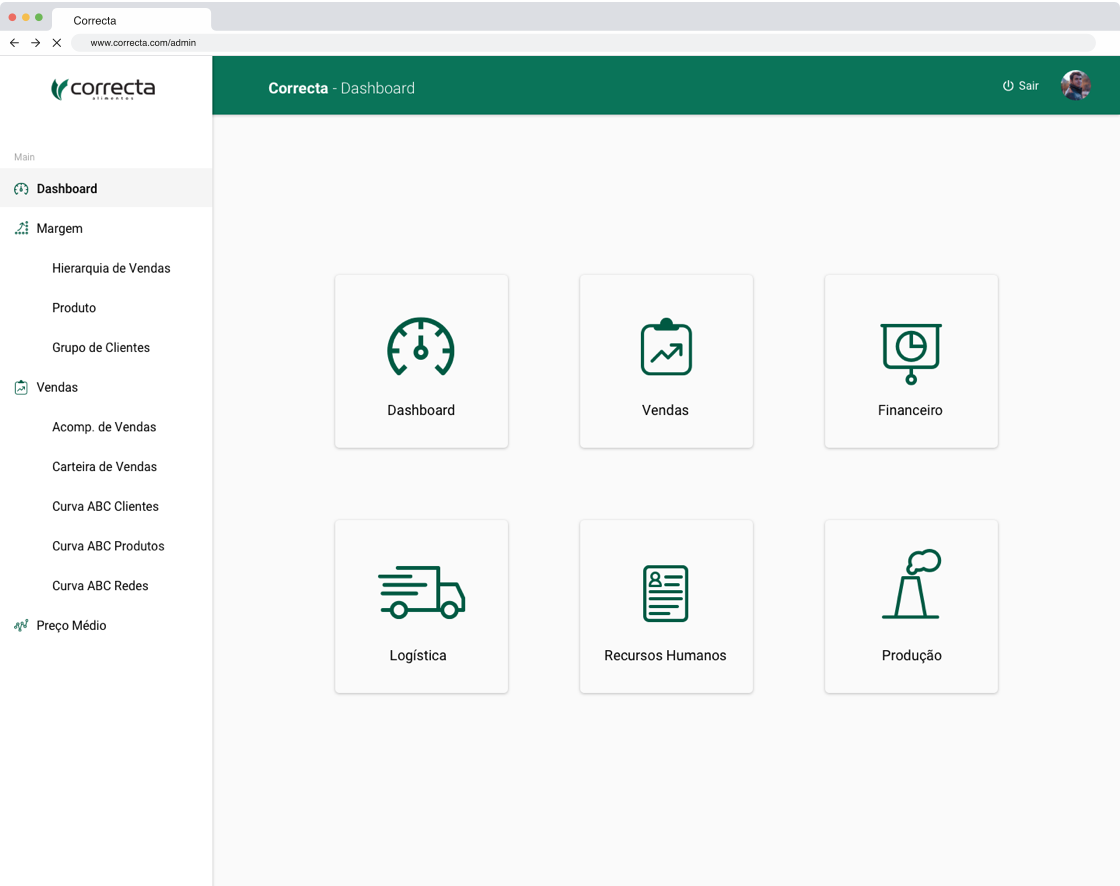 Correcta
www.correcta.com/admin
correcta
alimentos
Correcta - Dashboard
Sair
Main
Dashboard
Margem
Hierarquia de Vendas
Produto
Grupo de Clientes
Vendas
Acomp. de Vendas
Carteira de Vendas
Curva ABC Clientes
Curva ABC Produtos
Curva ABC Redes
Preço Médio
Dashboard
Vendas
Financeiro
Logística
Recursos Humanos
Produção